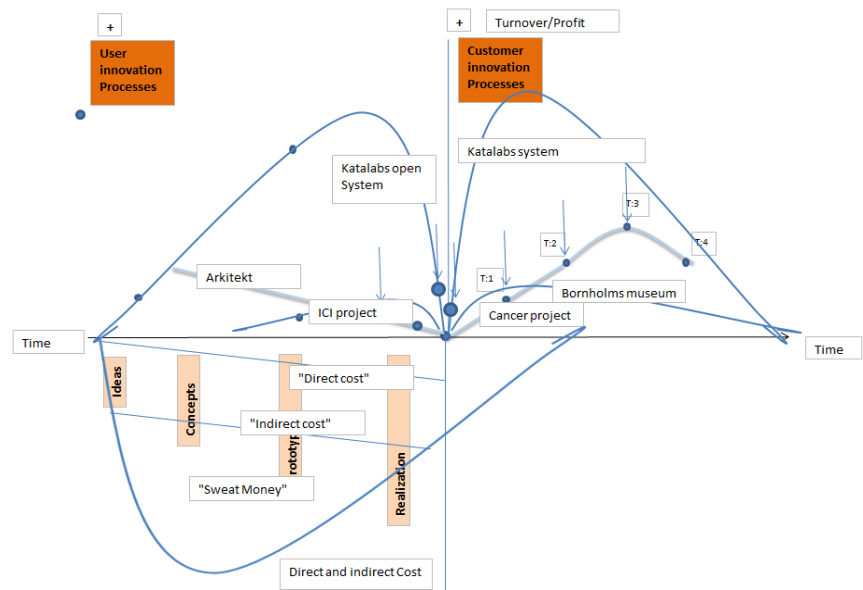 +
+
Turnover/Profit
User
innovation
Processes
Customer
innovation
Processes
Katalabs open
System
Katalabs system
T:3
T:2
T:4
Arkitekt
T:1
Bornholms museum
ICI project
Cancer project
Time
Time
Ideas
"Direct cost"
Concepts
"Indirect cost"
rototyp
Realization
"Sweat Money"
Direct and indirect Cost